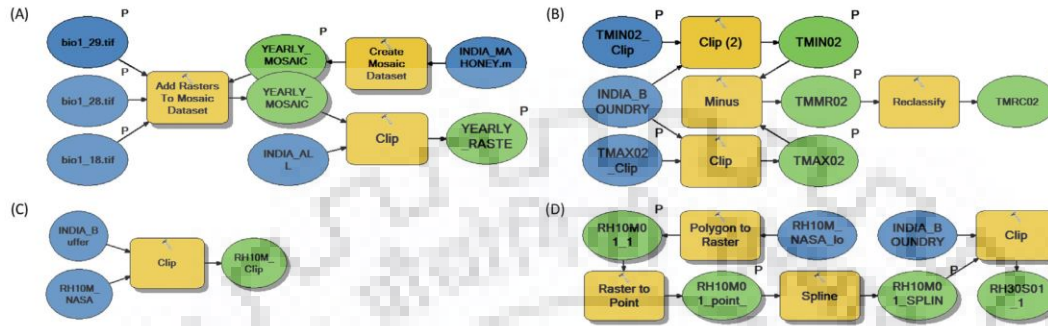 (A)
P
bio1_29.tif
bio1_28.tif
P
bio1_18.tif
P
Add Rasters
To Mosaic
Dataset
P
YEARLY_
MOSAIC
YEARLY_
MOSAIC
Create
Mosaic
Dataset
INDIA_MA
HONEY.m
INDIA_AL
L
Clip
P
YEARLY
_RASTE
(B)
P
TMIN02_
Clip
Clip (2)
P
TMIN02
INDIA_B
OUNDRY
Minus
P
TMMR02
Reclassify
TMRC02
P
TMAX02
_Clip
Clip
P
TMAX02
(C)
INDIA_B
uffer
RH10M_
NASA
Clip
RH10M_
Clip
(D)
P
RH10M0
1_1
Polygon to
Raster
RH10M_
NASA_lo
INDIA_B
OUNDRY
Clip
Raster to
Point
P
RH10M0
1_point_
Spline
P
RH10M0
1_SPLIN
RH30S01
_1